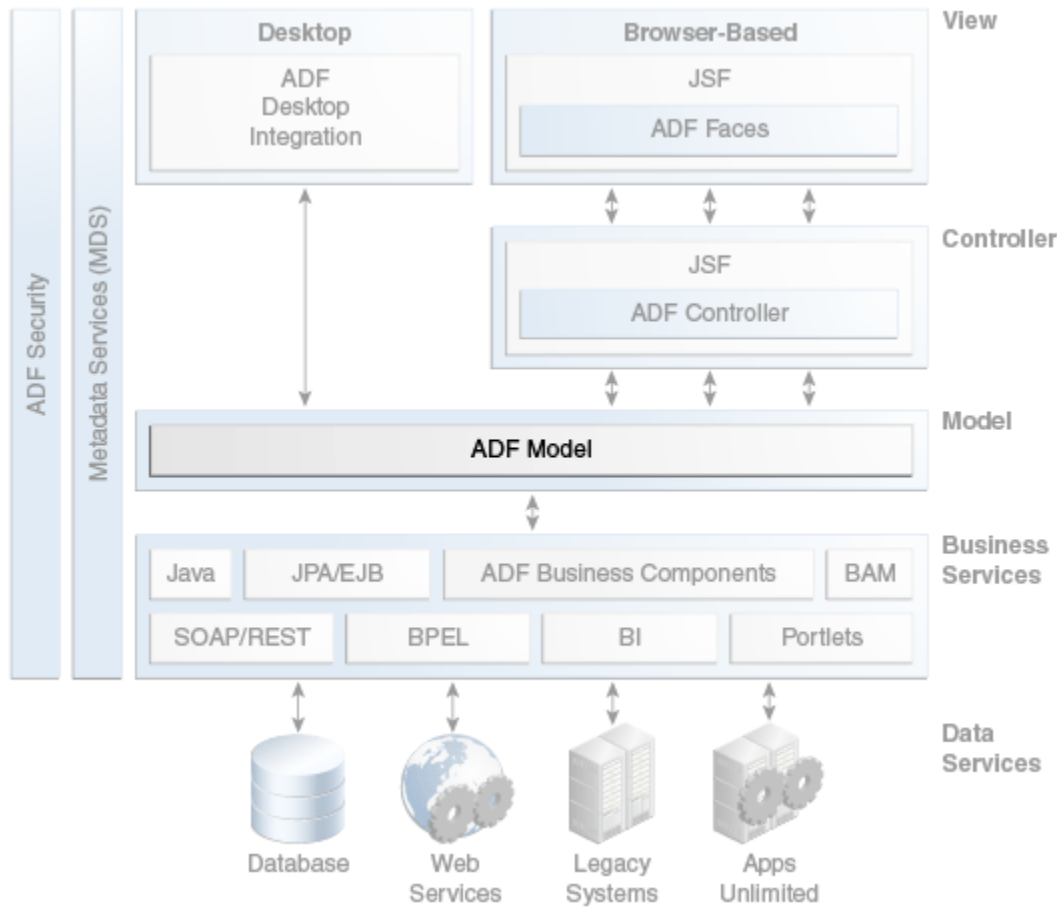 Desktop
ADF
Desktop
Integration
Browser-Based
JSF
ADF Faces
View
JSF
ADF Controller
Controller
ADF Security
Metadata Services (MDS)
ADF Model
Model
Java
JPA/EJB
ADF Business Components
BAM
SOAP/REST
BPEL
BI
Portlets
Business
Services
Data
Services
Database
Web
Services
Legacy
Systems
Apps
Unlimited